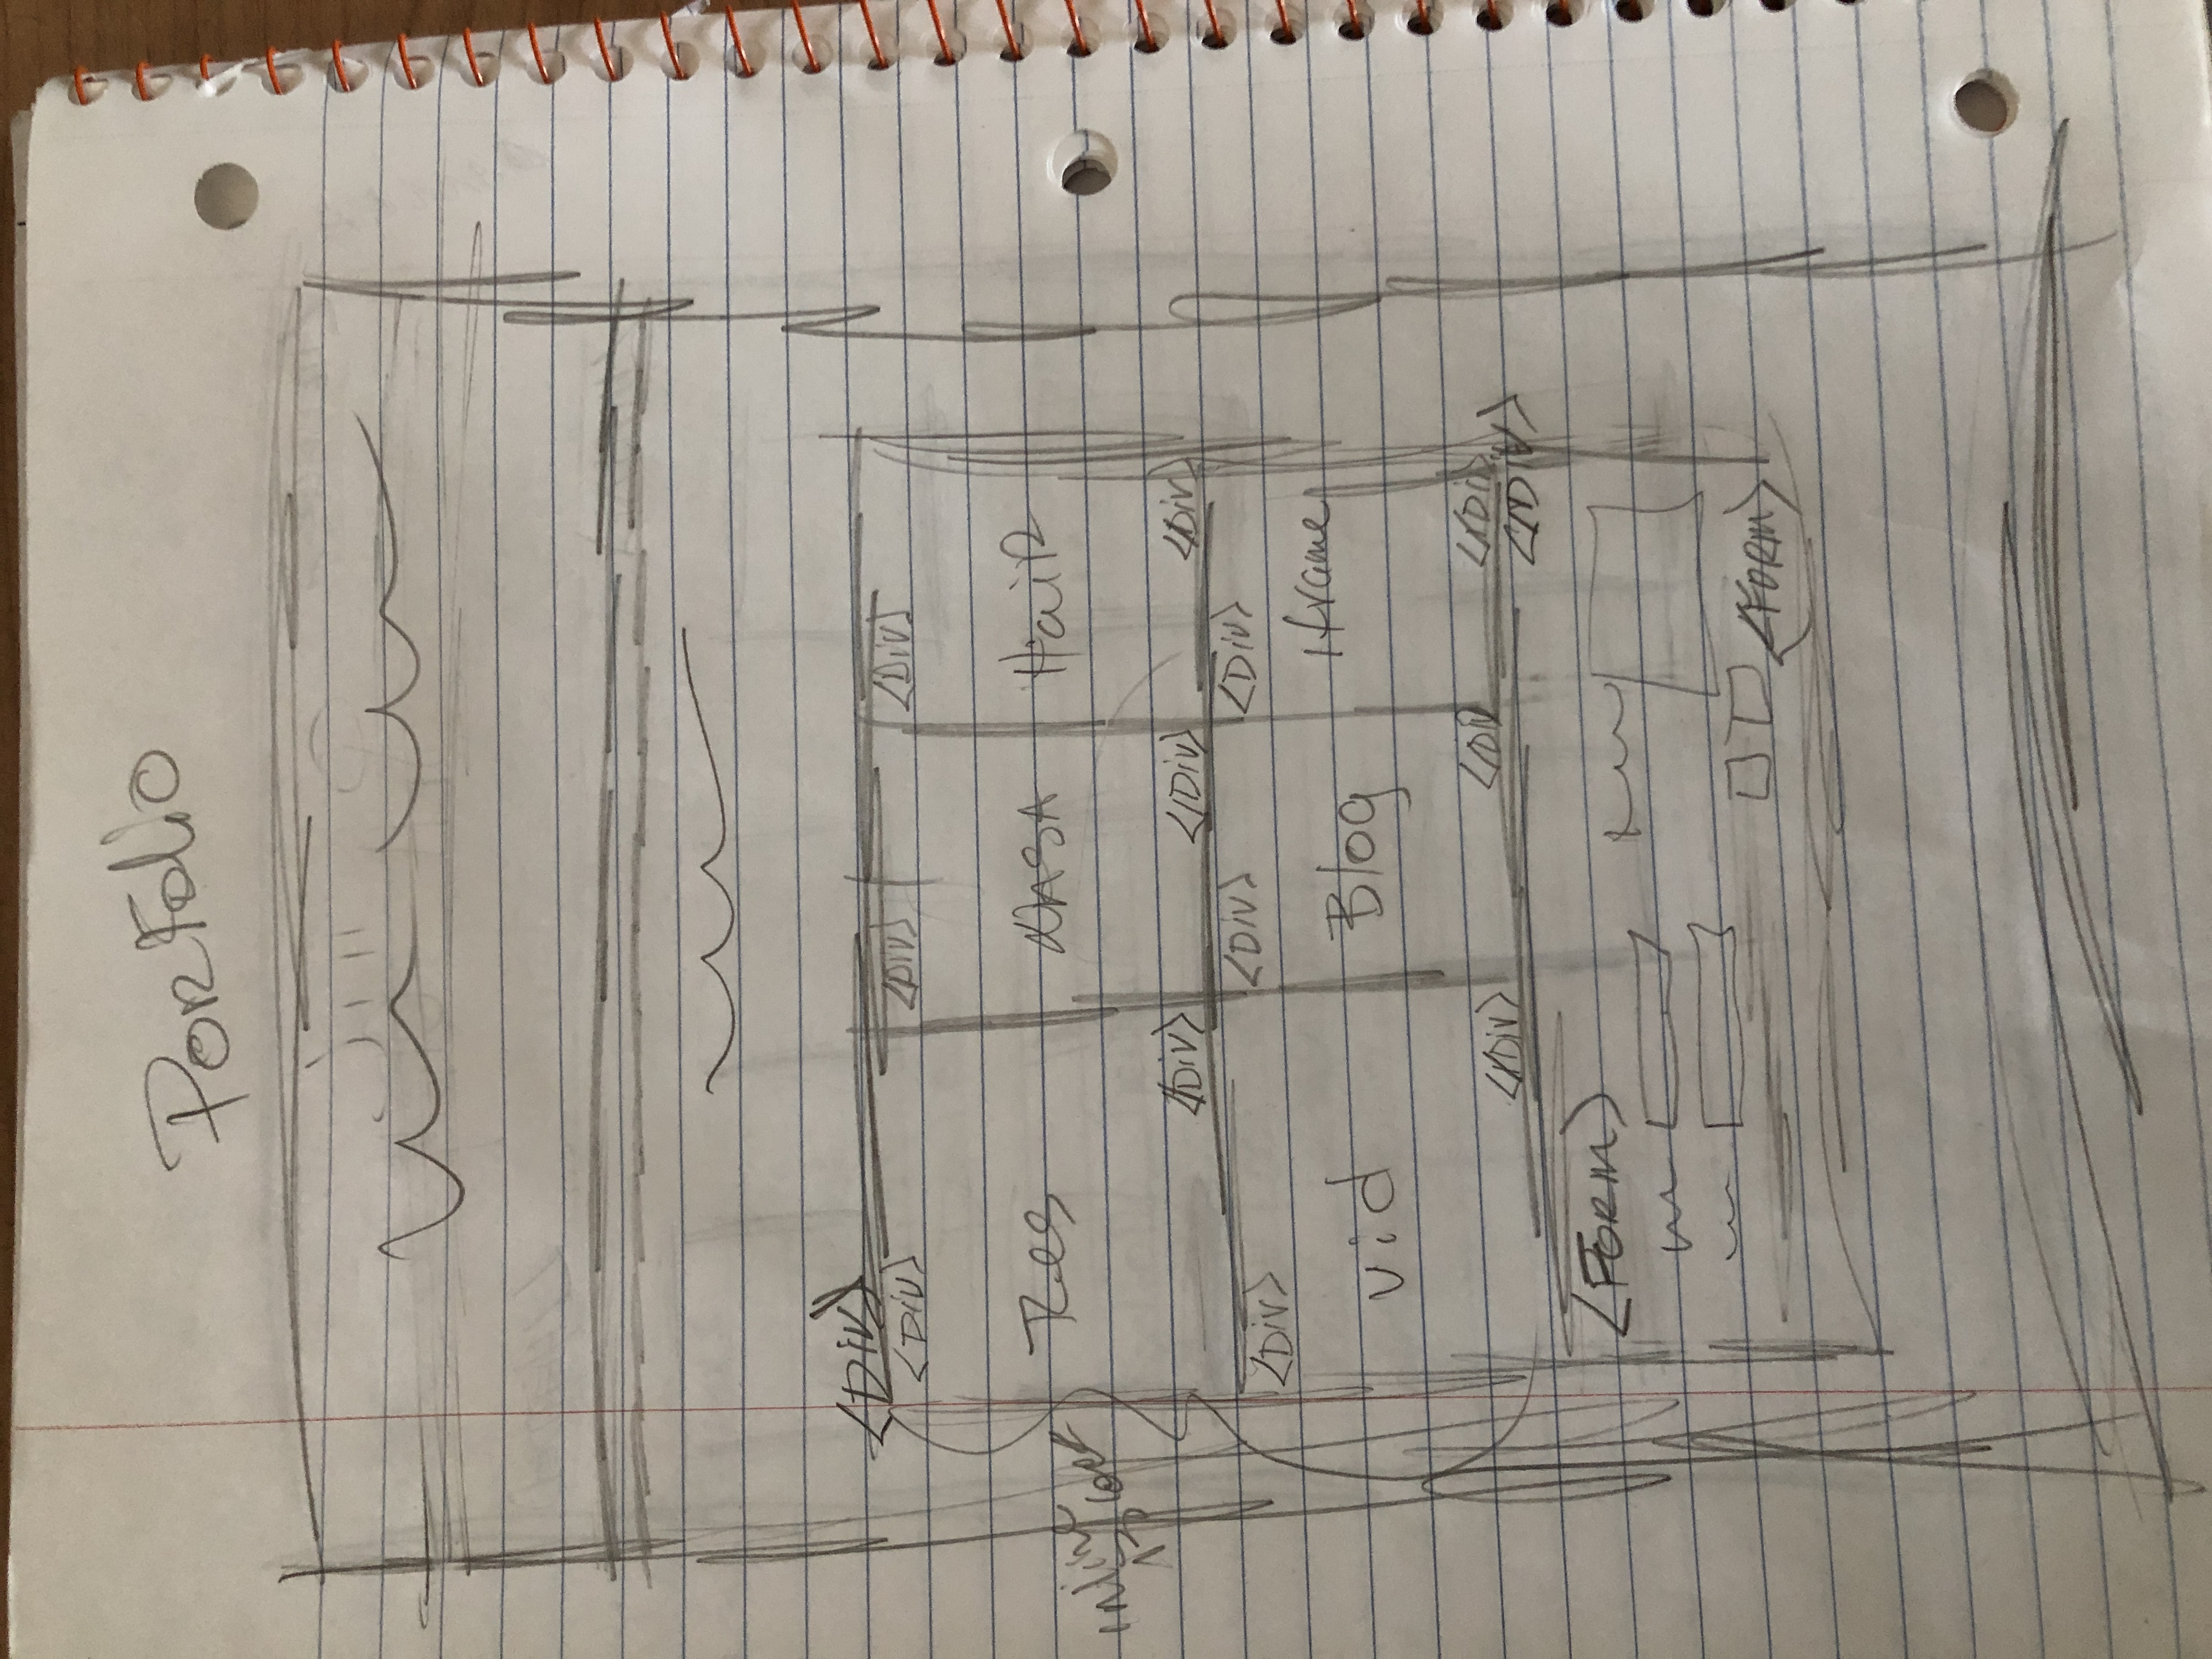 PortFolio
<Div>
<Div> <Div> <Div>
Res NASA Hair
inline
Block
</Div> </Div> </Div>
<Div> <Div> <Div>
vid Blog iframe
</Div> </Div </Div>
</Div>
<FORM>
</FORM>